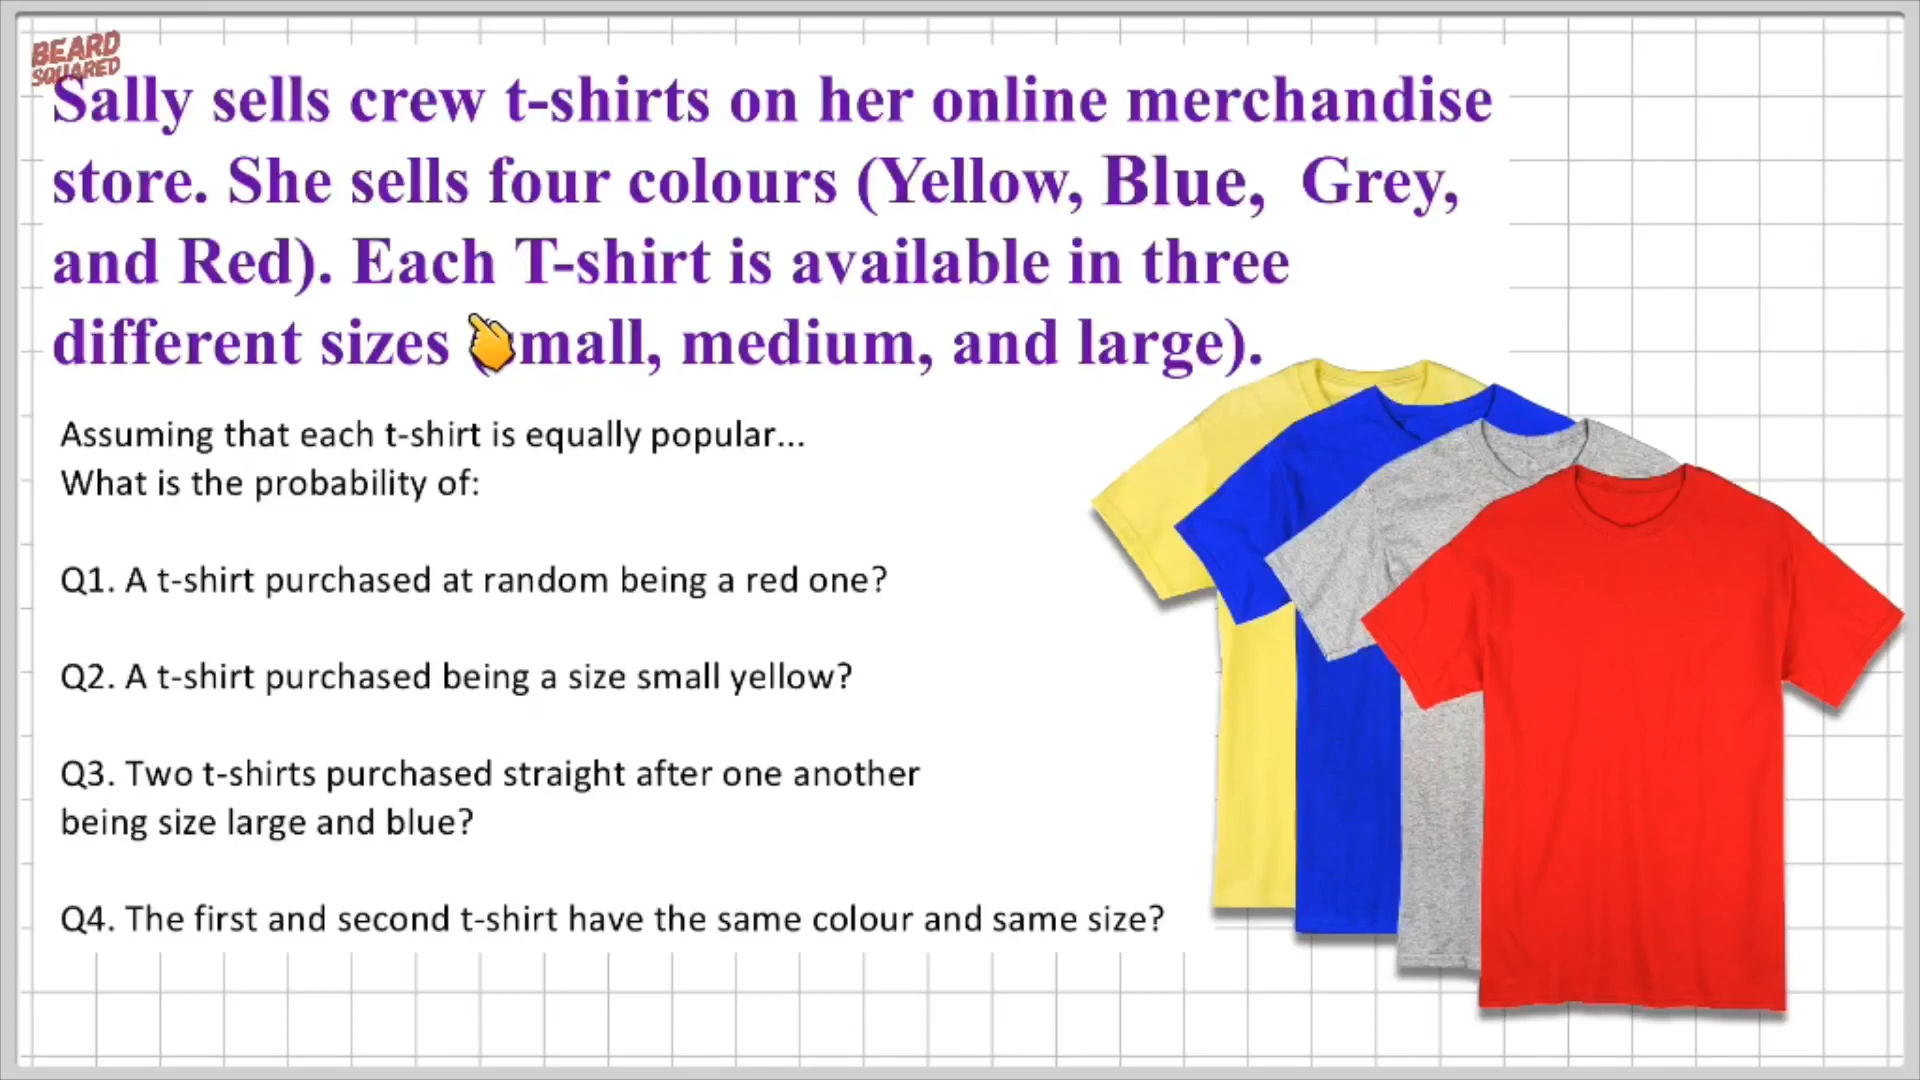 BEARD
SQUARED
Sally sells crew t-shirts on her online merchandise
store. She sells four colours (Yellow, Blue, Grey,
and Red). Each T-shirt is available in three
different sizes (small, medium, and large).
Assuming that each t-shirt is equally popular...
What is the probability of:
Q1. A t-shirt purchased at random being a red one?
Q2. A t-shirt purchased being a size small yellow?
Q3. Two t-shirts purchased straight after one another
being size large and blue?
Q4. The first and second t-shirt have the same colour and same size?